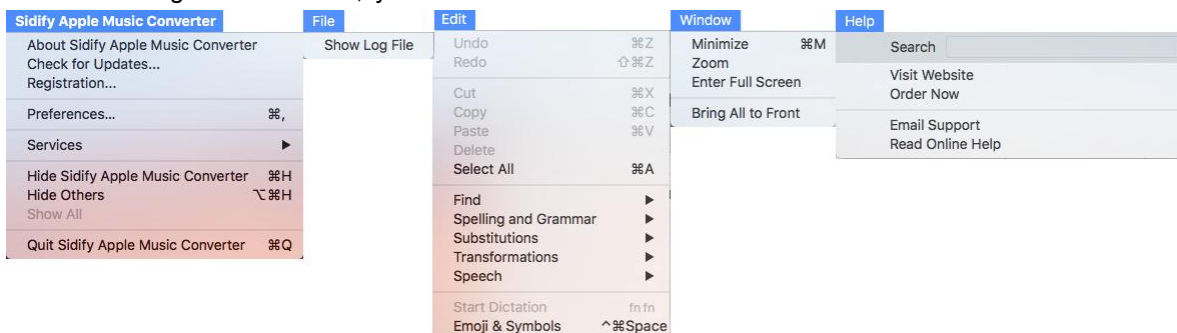 Sidify Apple Music Converter
About Sidify Apple Music Converter
Check for Updates...
Registration...
Preferences... ⌘,
Services ▶
Hide Sidify Apple Music Converter ⌘H
Hide Others ⌥⌘H
Show All
Quit Sidify Apple Music Converter ⌘Q
File
Show Log File
Edit
Undo ⌘Z
Redo ⇧⌘Z
Cut ⌘X
Copy ⌘C
Paste ⌘V
Delete
Select All ⌘A
Find ▶
Spelling and Grammar ▶
Substitutions ▶
Transformations ▶
Speech ▶
Start Dictation fn fn
Emoji & Symbols ^⌘Space
Window
Minimize ⌘M
Zoom
Enter Full Screen
Bring All to Front
Help
Search
Visit Website
Order Now
Email Support
Read Online Help